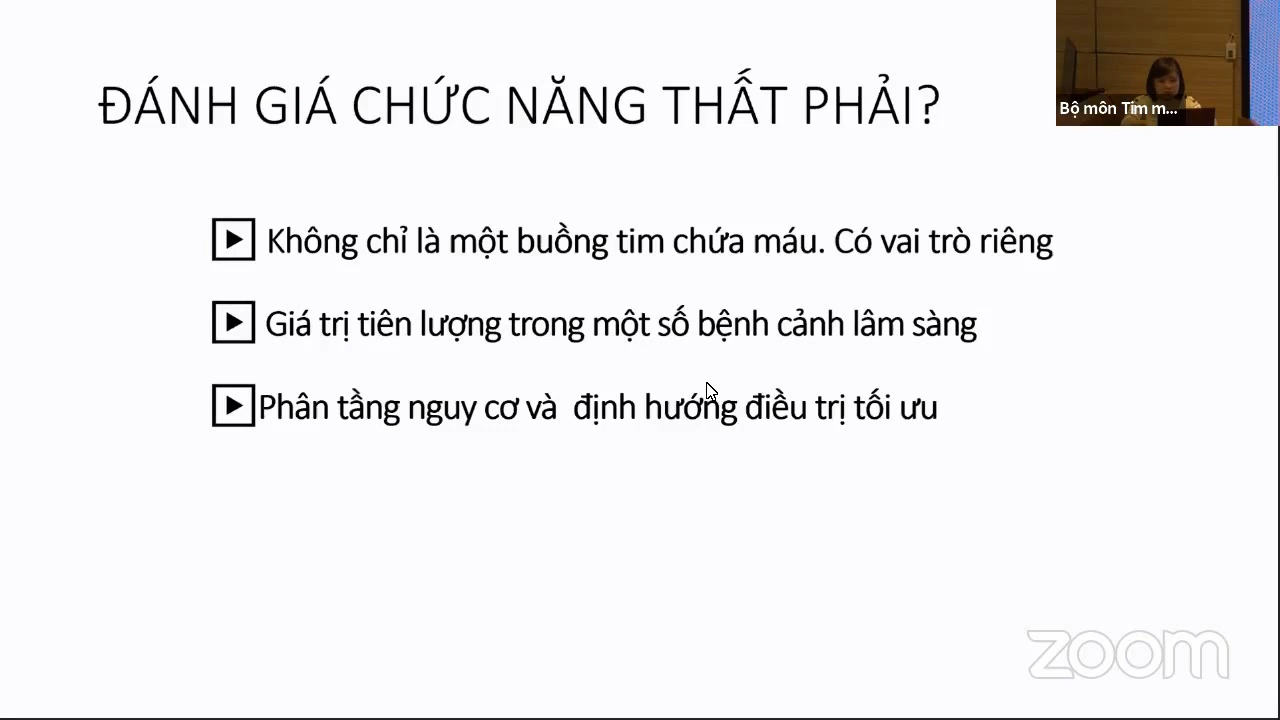 ĐÁNH GIÁ CHỨC NĂNG THẤT PHẢI?
Bộ môn Tim m...
Không chỉ là một buồng tim chứa máu. Có vai trò riêng
Giá trị tiên lượng trong một số bệnh cảnh lâm sàng
Phân tầng nguy cơ và  định hướng điều trị tối ưu
zoom